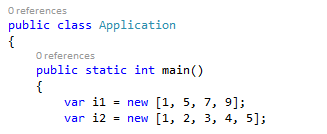 0 references
public class Application
{
0 references
public static int main()
{
var i1 = new [1, 5, 7, 9];
var i2 = new [1, 2, 3, 4, 5];